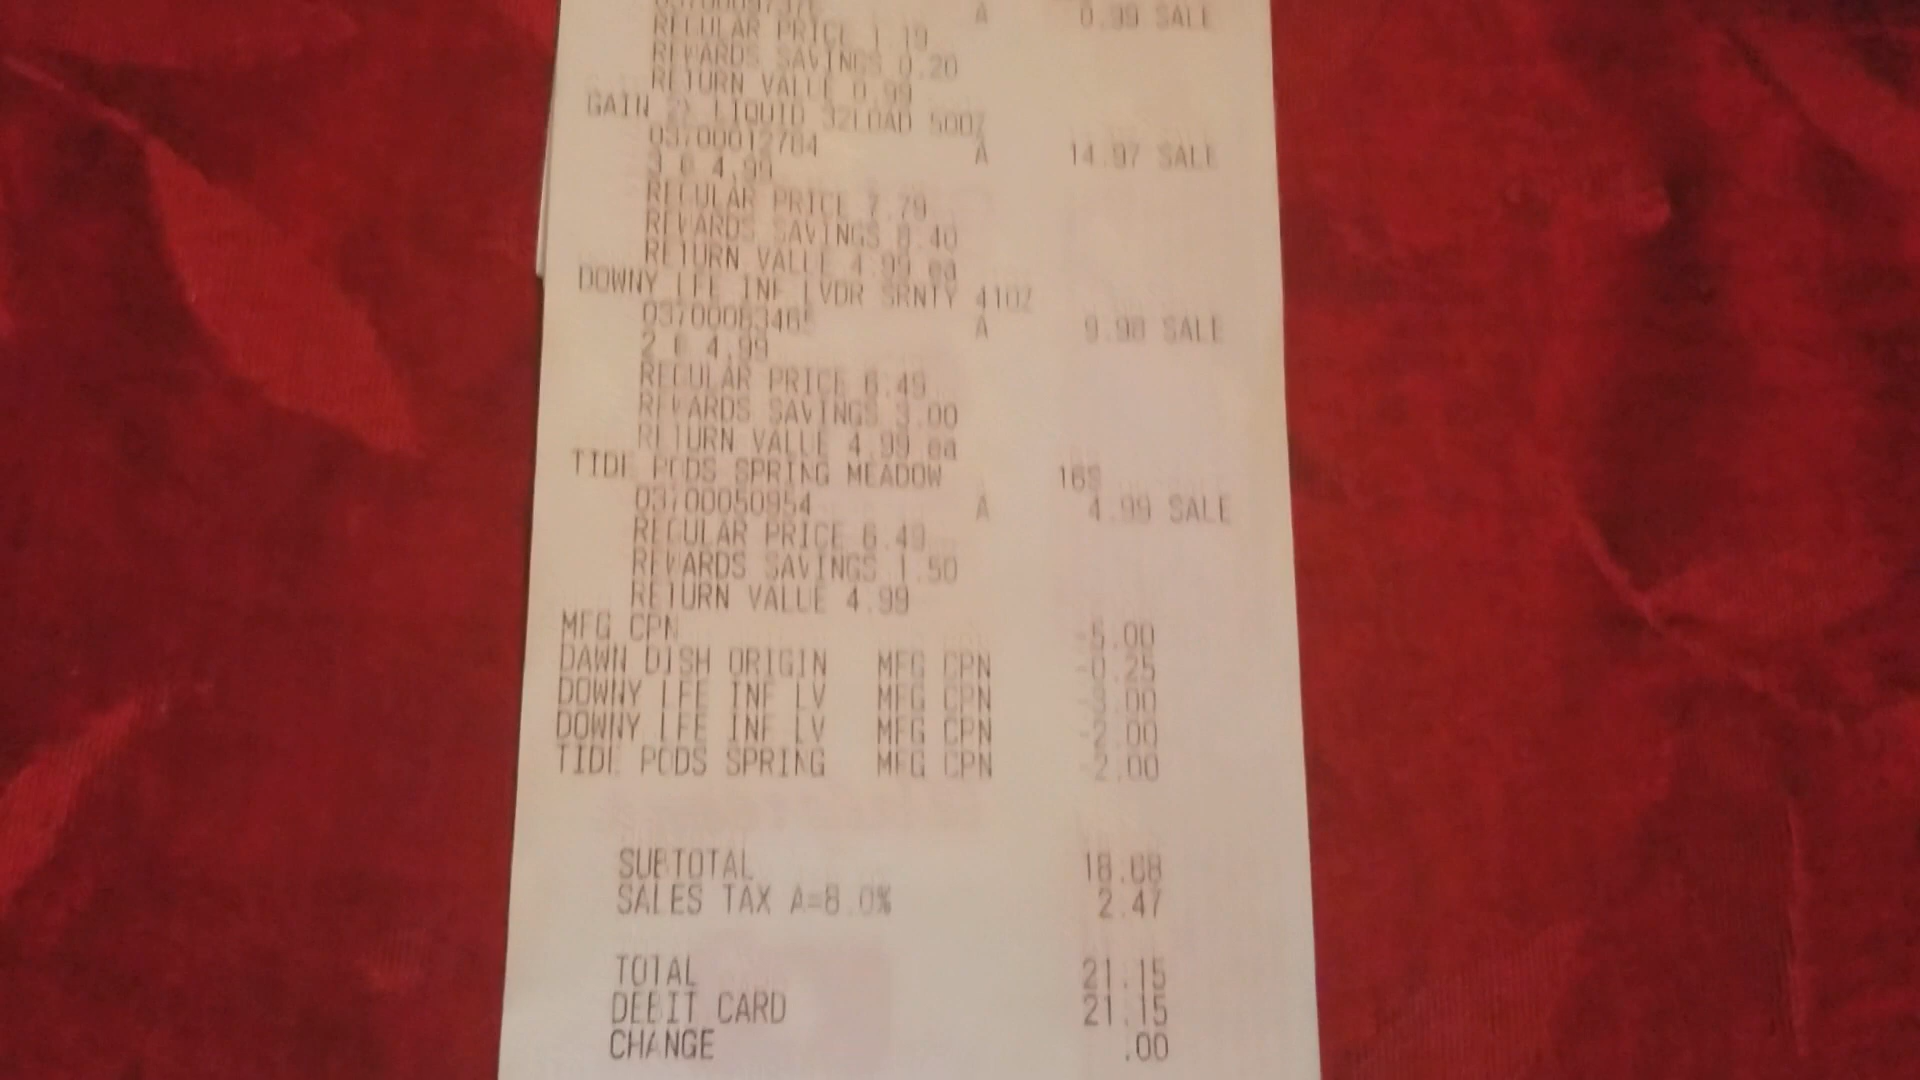 A 0.99 SALE
REGULAR PRICE 1.19
REWARDS SAVINGS 0.20
RETURN VALUE 0.99
GAIN 2X LIQUID 32LOAD 50OZ
03700012784 A 14.97 SALE
3 @ 4.99
REGULAR PRICE 7.79
REWARDS SAVINGS 8.40
RETURN VALUE 4.99 ea
DOWNY LFE INF LVDR SRNTY 41OZ
03700083465 A 9.98 SALE
2 @ 4.99
REGULAR PRICE 6.49
REWARDS SAVINGS 3.00
RETURN VALUE 4.99 ea
TIDE PODS SPRING MEADOW 16S
03700050954 A 4.99 SALE
REGULAR PRICE 6.49
REWARDS SAVINGS 1.50
RETURN VALUE 4.99
MFG CPN 5.00
DAWN DISH ORIGIN MFG CPN 0.25
DOWNY LFE INF LV MFG CPN .00
DOWNY LFE INF LV MFG CPN 2.00
TIDE PODS SPRING MFG CPN 2.00
SUBTOTAL 18.68
SALES TAX A=8.0% 2.47
TOTAL 21.15
DEBIT CARD 21.15
CHANGE .00